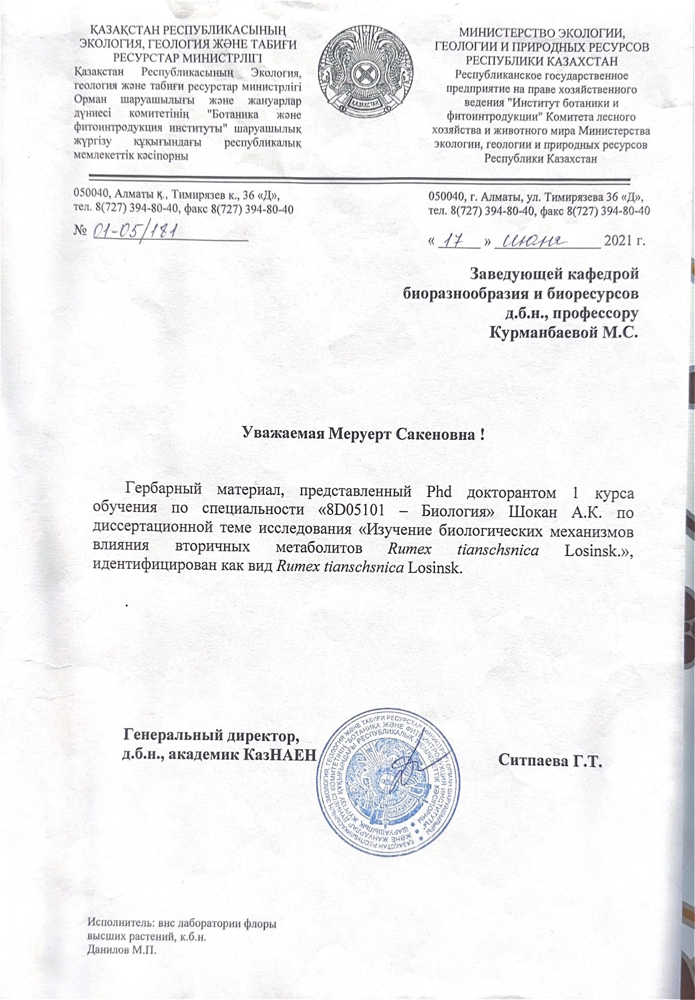 ҚАЗАҚСТАН РЕСПУБЛИКАСЫНЫҢ
ЭКОЛОГИЯ, ГЕОЛОГИЯ ЖӘНЕ ТАБИҒИ
РЕСУРСТАР МИНИСТРЛІГІ
Қазақстан Республикасының Экология,
геология және табиғи ресурстар министрлігі
Орман шаруашылығы және жануарлар
дүниесі комитетінің "Ботаника және
фитоинтродукция институты" шаруашылық
жүргізу құқығындағы республикалық
мемлекеттік кәсіпорны
ҚАЗАҚСТАН
МИНИСТЕРСТВО ЭКОЛОГИИ,
ГЕОЛОГИИ И ПРИРОДНЫХ РЕСУРСОВ
РЕСПУБЛИКИ КАЗАХСТАН
Республиканское государственное
предприятие на праве хозяйственного
ведения "Институт ботаники и
фитоинтродукции" Комитета лесного
хозяйства и животного мира Министерства
экологии, геологии и природных ресурсов
Республики Казахстан
050040, Алматы қ., Тимирязев к., 36 «Д»,
тел. 8(727) 394-80-40, факс 8(727) 394-80-40
№ 01-05/181
050040, г. Алматы, ул. Тимирязева 36 «Д»,
тел. 8(727) 394-80-40, факс 8(727) 394-80-40
« 17 » июня 2021 г.
Заведующей кафедрой
биоразнообразия и биоресурсов
д.б.н., профессору
Курманбаевой М.С.
Уважаемая Меруерт Сакеновна !
Гербарный материал, представленный Phd докторантом 1 курса
обучения по специальности «8D05101 – Биология» Шокан А.К. по
диссертационной теме исследования «Изучение биологических механизмов
влияния вторичных метаболитов Rumex tianschsnica Losinsk.»,
идентифицирован как вид Rumex tianschsnica Losinsk.
.
Генеральный директор,
д.б.н., академик КазНАЕН
Ситпаева Г.Т.
ҚАЗАҚСТАН РЕСПУБЛИКАСЫНЫҢ ЭКОЛОГИЯ, ГЕОЛОГИЯ ЖӘНЕ ТАБИҒИ РЕСУРСТАР МИНИСТРЛІГІ ОРМАН ШАРУАШЫЛЫҒЫ
ЖӘНЕ ЖАНУАРЛАР ДҮНИЕСІ КОМИТЕТІНІҢ "БОТАНИКА ЖӘНЕ ФИТОИНТРОДУКЦИЯ ИНСТИТУТЫ"
ШАРУАШЫЛЫҚ ЖҮРГІЗУ ҚҰҚЫҒЫНДАҒЫ РЕСПУБЛИКАЛЫҚ МЕМЛЕКЕТТІК КӘСІПОРНЫ
QAZAQSTAN
Исполнитель: внс лаборатории флоры
высших растений, к.б.н.
Данилов М.П.